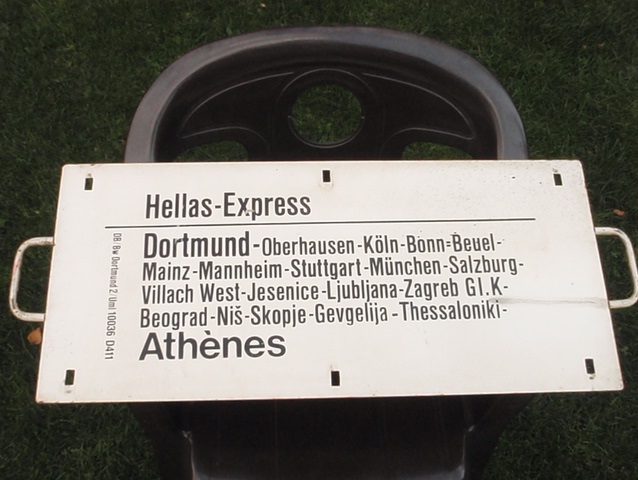 Hellas-Express
Dortmund-Oberhausen-Köln-Bonn-Beuel-
Mainz-Mannheim-Stuttgart-München-Salzburg-
Villach West-Jesenice-Ljubljana-Zagreb Gl.K-
Beograd-Niš-Skopje-Gevgelija-Thessaloniki-
Athènes
DB/Bw Dortmund 2/Uml 10036 D411